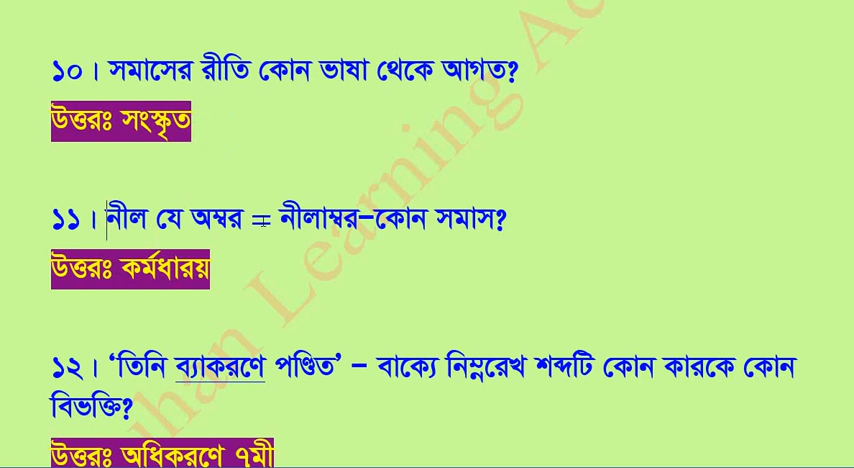 ১০। সমাসের রীতি কোন ভাষা থেকে আগত?
উত্তরঃ সংস্কৃত
১১। নীল যে অম্বর = নীলাম্বর–কোন সমাস?
উত্তরঃ কর্মধারয়
১২। ‘তিনি ব্যাকরণে পণ্ডিত’ – বাক্যে নিম্নরেখ শব্দটি কোন কারকে কোন
বিভক্তি?
উত্তরঃ অধিকরণে ৭মী
Learning